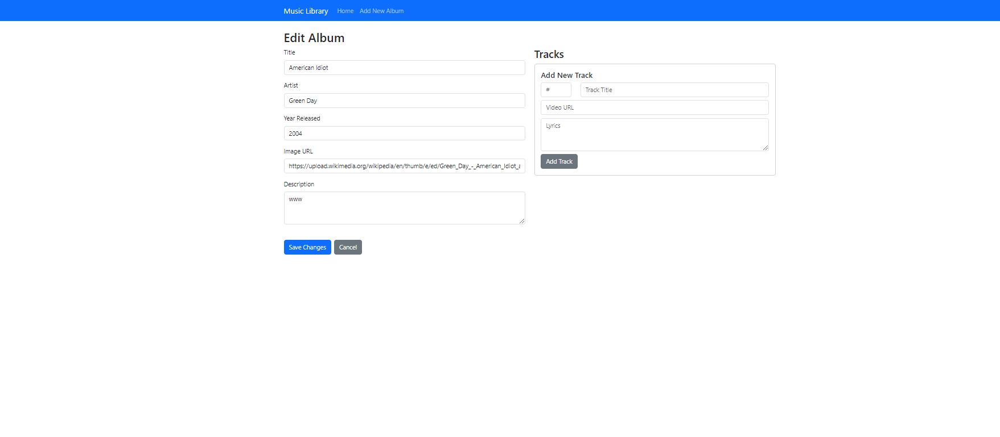 Music Library Home Add New Album
Edit Album
Title
American Idiot
Artist
Green Day
Year Released
2004
Image URL
https://upload.wikimedia.org/wikipedia/en/thumb/e/ed/Green_Day_-_American_Idiot_a
Description
www
Save Changes Cancel
Tracks
Add New Track
# Track Title
Video URL
Lyrics
Add Track